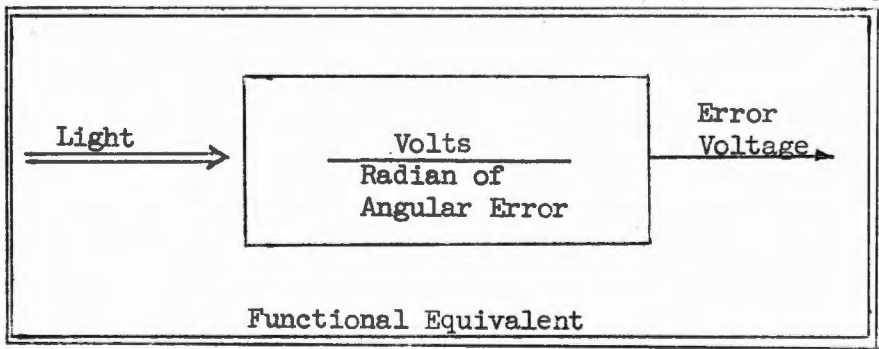 Light
Volts
Radian of
Angular Error
Error
Voltage
Functional Equivalent